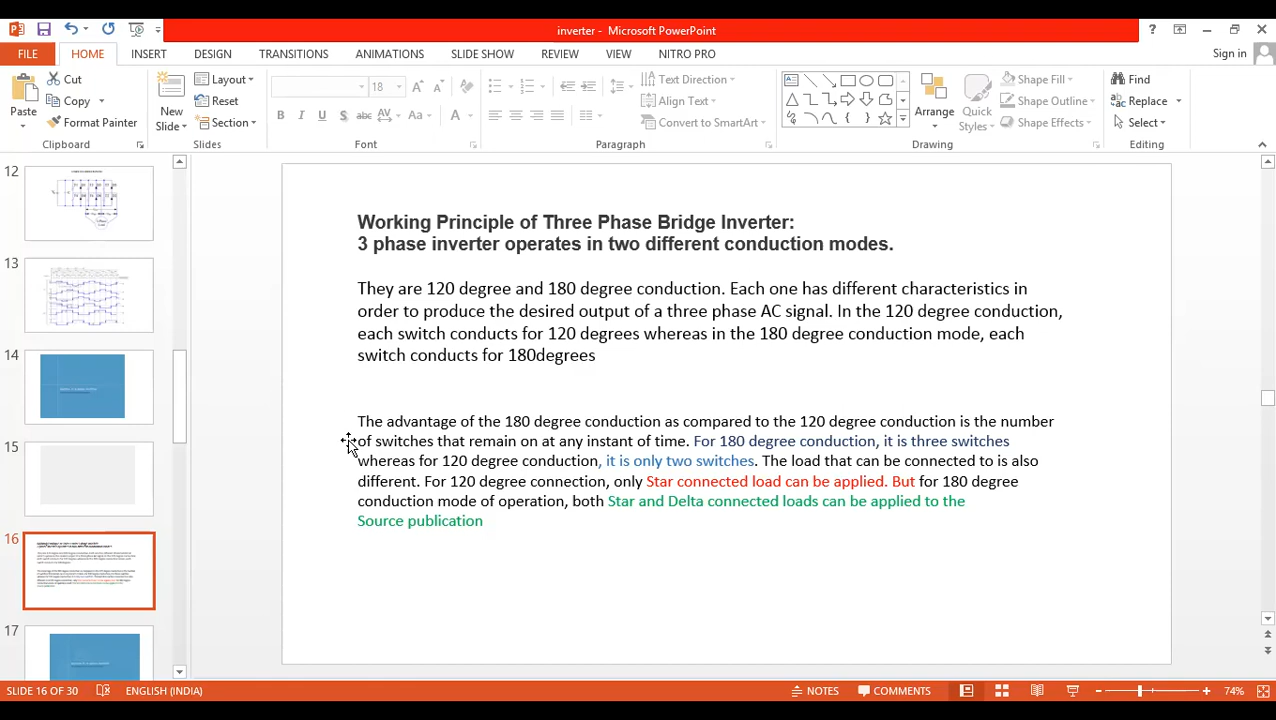 inverter - Microsoft PowerPoint
Sign in
FILE HOME INSERT DESIGN TRANSITIONS ANIMATIONS SLIDE SHOW REVIEW VIEW NITRO PRO
Paste Cut Copy Format Painter Clipboard
New Slide Layout Reset Section Slides
18 B I U S abc AV Aa A Font
Text Direction Align Text Convert to SmartArt Paragraph
Arrange Quick Styles Shape Fill Shape Outline Shape Effects Drawing
Find Replace Select Editing
12
13
14
15
16
17
Working Principle of Three Phase Bridge Inverter:
3 phase inverter operates in two different conduction modes.
They are 120 degree and 180 degree conduction. Each one has different characteristics in
order to produce the desired output of a three phase AC signal. In the 120 degree conduction,
each switch conducts for 120 degrees whereas in the 180 degree conduction mode, each
switch conducts for 180degrees
The advantage of the 180 degree conduction as compared to the 120 degree conduction is the number
of switches that remain on at any instant of time. For 180 degree conduction, it is three switches
whereas for 120 degree conduction, it is only two switches. The load that can be connected to is also
different. For 120 degree connection, only Star connected load can be applied. But for 180 degree
conduction mode of operation, both Star and Delta connected loads can be applied to the
Source publication
SLIDE 16 OF 30 ENGLISH (INDIA) NOTES COMMENTS 74%